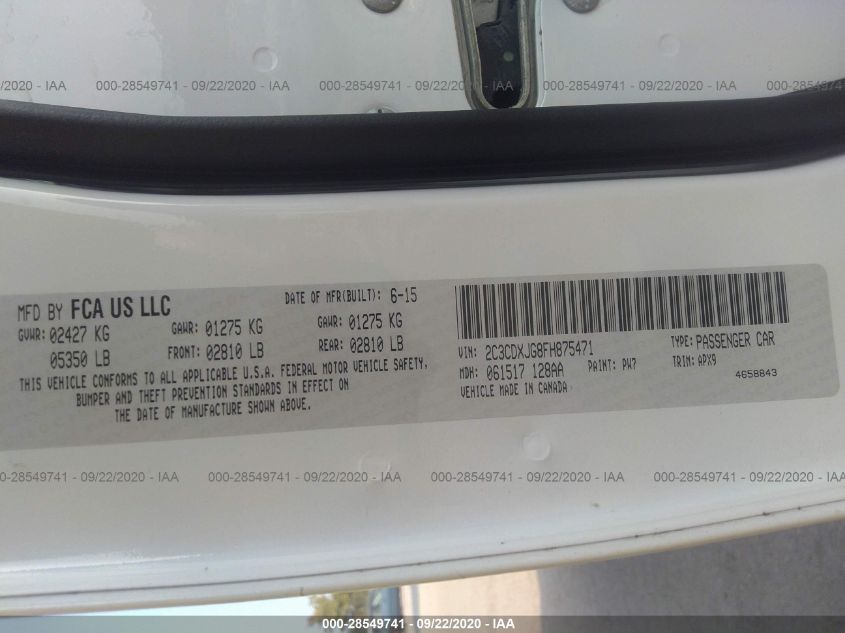 2020 - IAA 000-28549741 - 09/22/2020 - IAA 000-28549741 - 09/22/2020 - IAA 000-28549741 - 09/22/2020
MFD BY FCA US LLC DATE OF MFR(BUILT): 6-15
GVWR: 02427 KG GAWR: 01275 KG GAWR: 01275 KG
05350 LB FRONT: 02810 LB REAR: 02810 LB
THIS VEHICLE CONFORMS TO ALL APPLICABLE U.S.A. FEDERAL MOTOR VEHICLE SAFETY,
BUMPER AND THEFT PREVENTION STANDARDS IN EFFECT ON
THE DATE OF MANUFACTURE SHOWN ABOVE.
VIN: 2C3CDXJG8FH875471 TYPE: PASSENGER CAR
MDH: 061517 128AA PAINT: PW7 TRIM: APX9
VEHICLE MADE IN CANADA 4658843
0-28549741 - 09/22/2020 - IAA 000-28549741 - 09/22/2020 - IAA 000-28549741 - 09/22/2020 - IAA 000-28549741 - 09/22/2020 - IAA
000-28549741 - 09/22/2020 - IAA